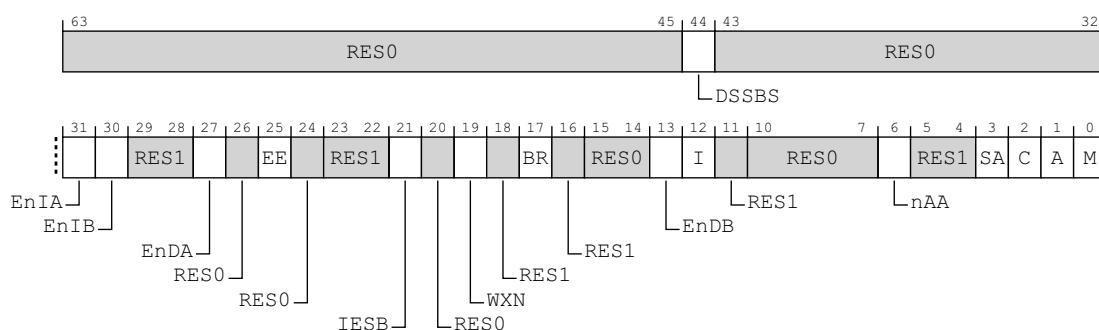 63 45 44 43 32
RES0 RES0
DSSBS
31 30 29 28 27 26 25 24 23 22 21 20 19 18 17 16 15 14 13 12 11 10 7 6 5 4 3 2 1 0
RES1 EE RES1 BR RES0 I RES0 RES1 SA C A M
EnIA RES1 nAA
EnIB EnDB
EnDA RES1
RES0 RES1
RES0 WXN
IESB RES0